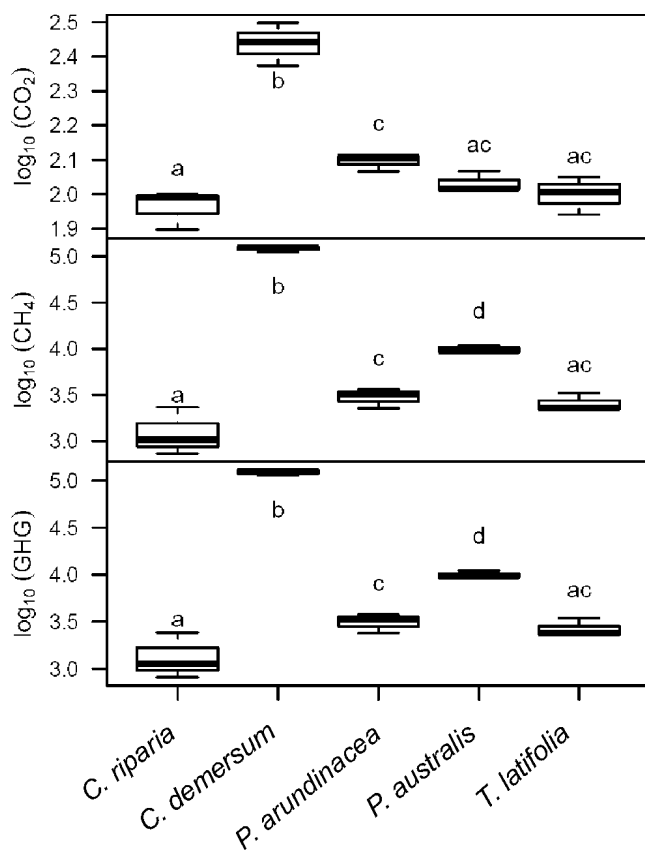 log₁₀ (CO₂)
2.5
2.4
2.3
2.2
2.1
2.0
1.9
a
b
c
ac
ac
log₁₀ (CH₄)
5.0
4.5
4.0
3.5
3.0
a
b
c
d
ac
log₁₀ (GHG)
5.0
4.5
4.0
3.5
3.0
a
b
c
d
ac
C. riparia
C. demersum
P. arundinacea
P. australis
T. latifolia